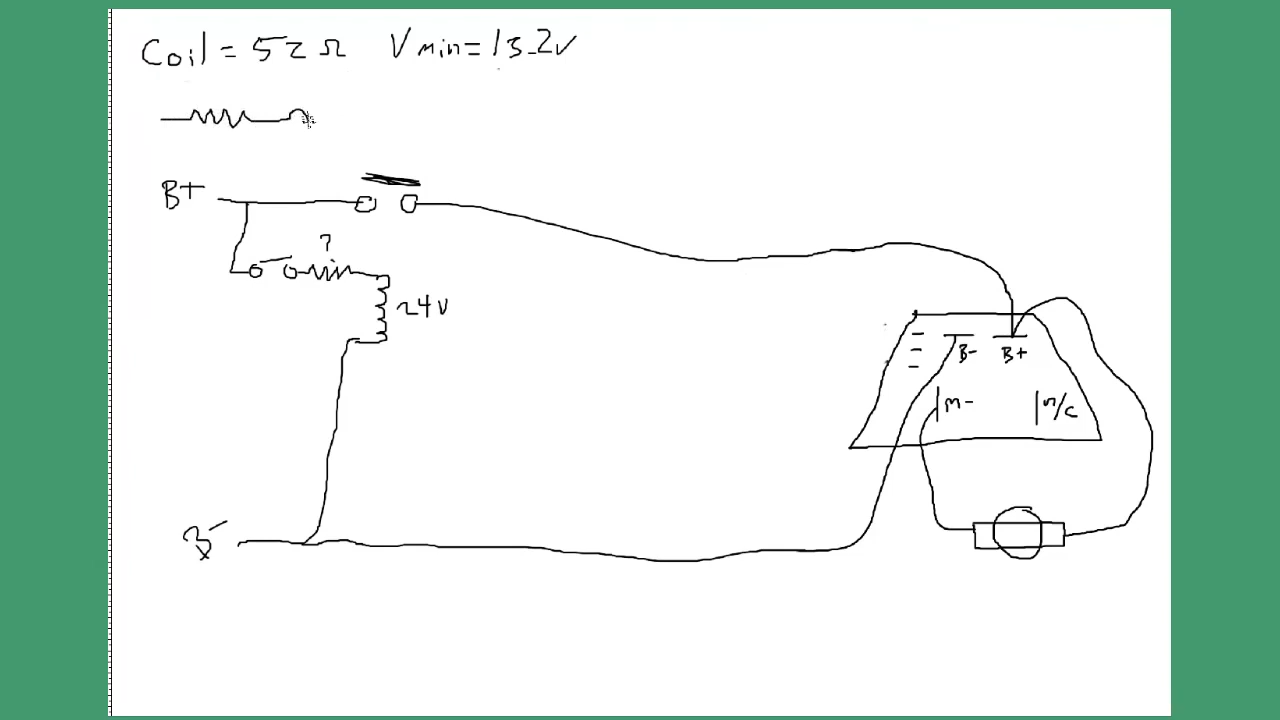 Coil = 52 Ω Vmin = 13.2V
B+
?
24V
B- B+
M- M/C
B-